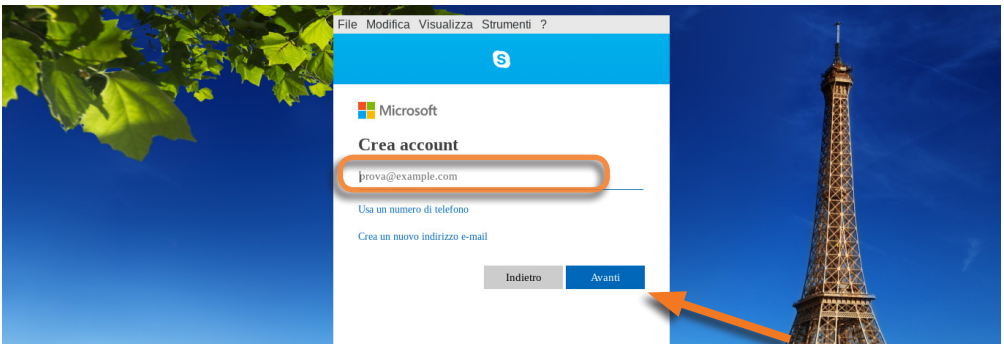 File Modifica Visualizza Strumenti ?
Microsoft
Crea account
prova@example.com
Usa un numero di telefono
Crea un nuovo indirizzo e-mail
Indietro Avanti